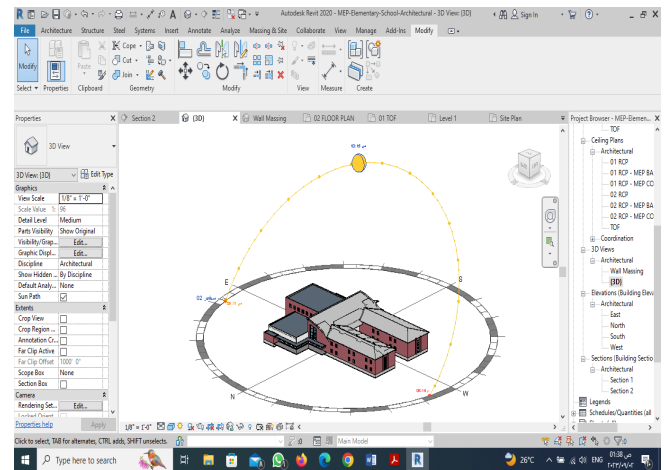 Autodesk Revit 2020 - MEP-Elementary-School-Architectural - 3D View: {3D}
Sign In
File Architecture Structure Steel Systems Insert Annotate Analyze Massing & Site Collaborate View Manage Add-Ins Modify
Modify
Paste
Cope
Cut
Join
Select Properties Clipboard Geometry Modify View Measure Create
Properties
Section 2 {3D} Wall Massing 02 FLOOR PLAN 01 TOF Level 1 Site Plan
3D View
3D View: {3D} Edit Type
Graphics
View Scale 1/8" = 1'-0"
Scale Value 1: 96
Detail Level Medium
Parts Visibility Show Original
Visibility/Grap... Edit...
Graphic Displ... Edit...
Discipline Architectural
Show Hidden ... By Discipline
Default Analy... None
Sun Path
Extents
Crop View
Crop Region ...
Annotation Cr...
Far Clip Active
Far Clip Offset 1000' 0"
Scope Box None
Section Box
Camera
Rendering Set... Edit...
Properties help Apply
E
S
N
W
1/8" = 1'-0"
Project Browser - MEP-Elemen...
TOF
Ceiling Plans
Architectural
01 RCP
01 RCP - MEP BA
01 RCP - MEP CO
02 RCP
02 RCP - MEP BA
02 RCP - MEP CO
TOF
Coordination
3D Views
Architectural
Wall Massing
{3D}
Elevations (Building Elev
Architectural
East
North
South
West
Sections (Building Sectio
Architectural
Section 1
Section 2
Legends
Schedules/Quantities (all
Click to select, TAB for alternates, CTRL adds, SHIFT unselects. :0 Main Model :0
Type here to search
26°C ENG 01:38